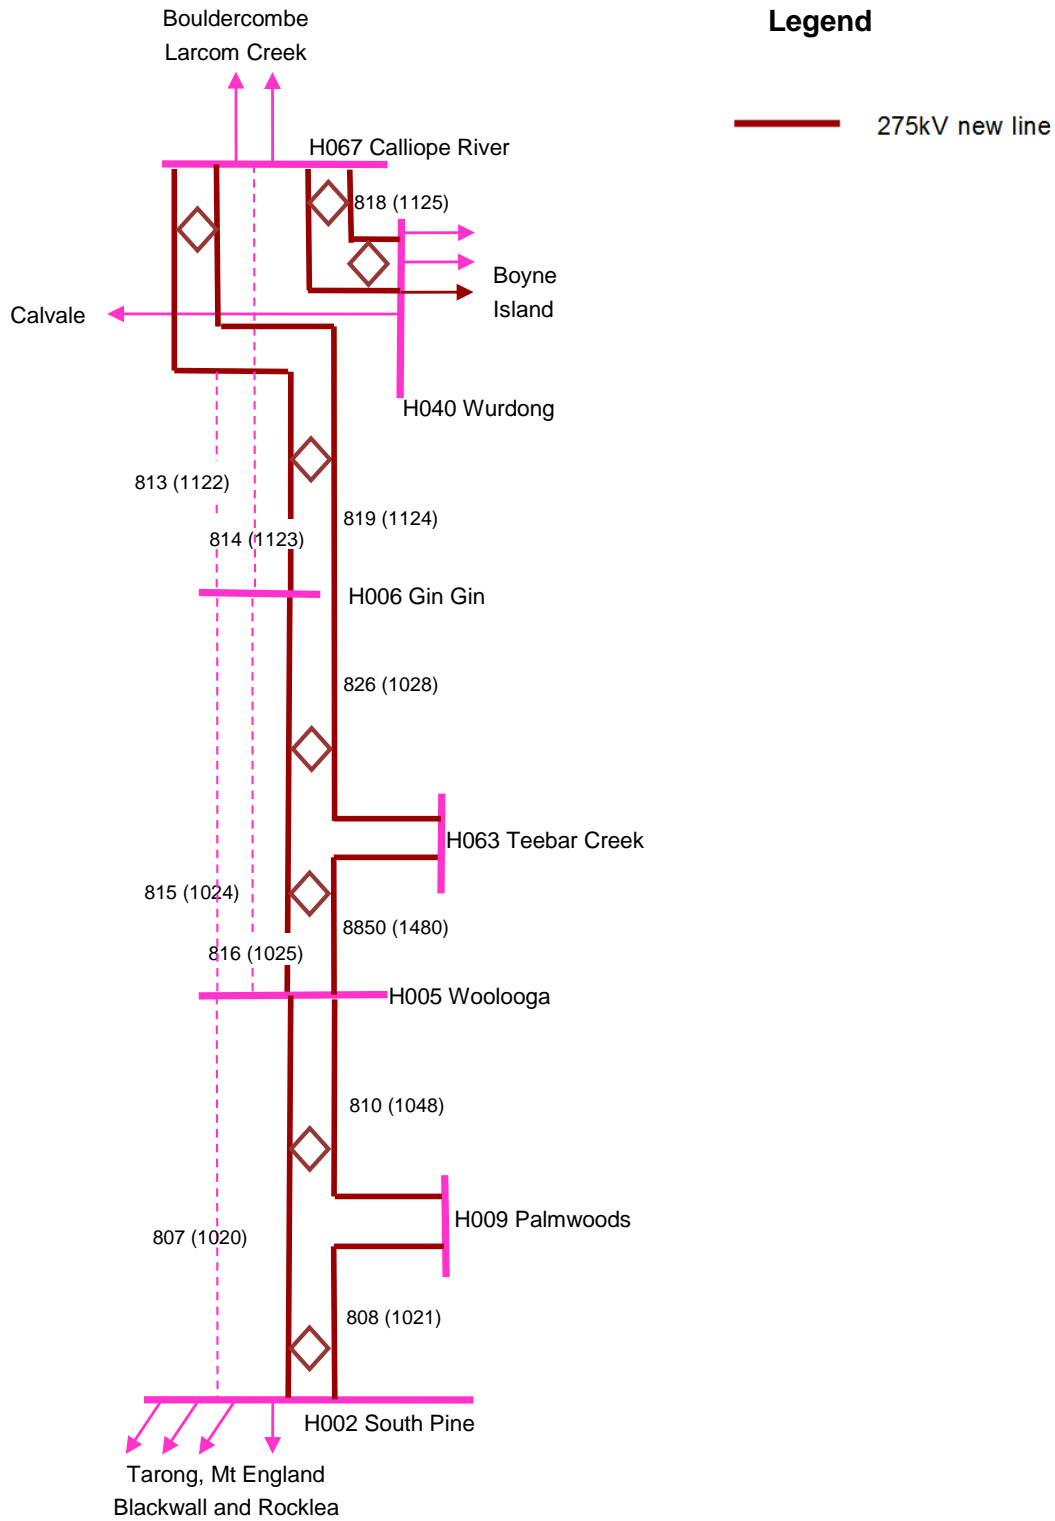 Bouldercombe
Larcom Creek
Legend
275kV new line
H067 Calliope River
818 (1125)
Boyne
Island
Calvale
H040 Wurdong
813 (1122)
819 (1124)
814 (1123)
H006 Gin Gin
826 (1028)
H063 Teebar Creek
815 (1024)
8850 (1480)
816 (1025)
H005 Woolooga
810 (1048)
H009 Palmwoods
807 (1020)
808 (1021)
H002 South Pine
Tarong, Mt England
Blackwall and Rocklea